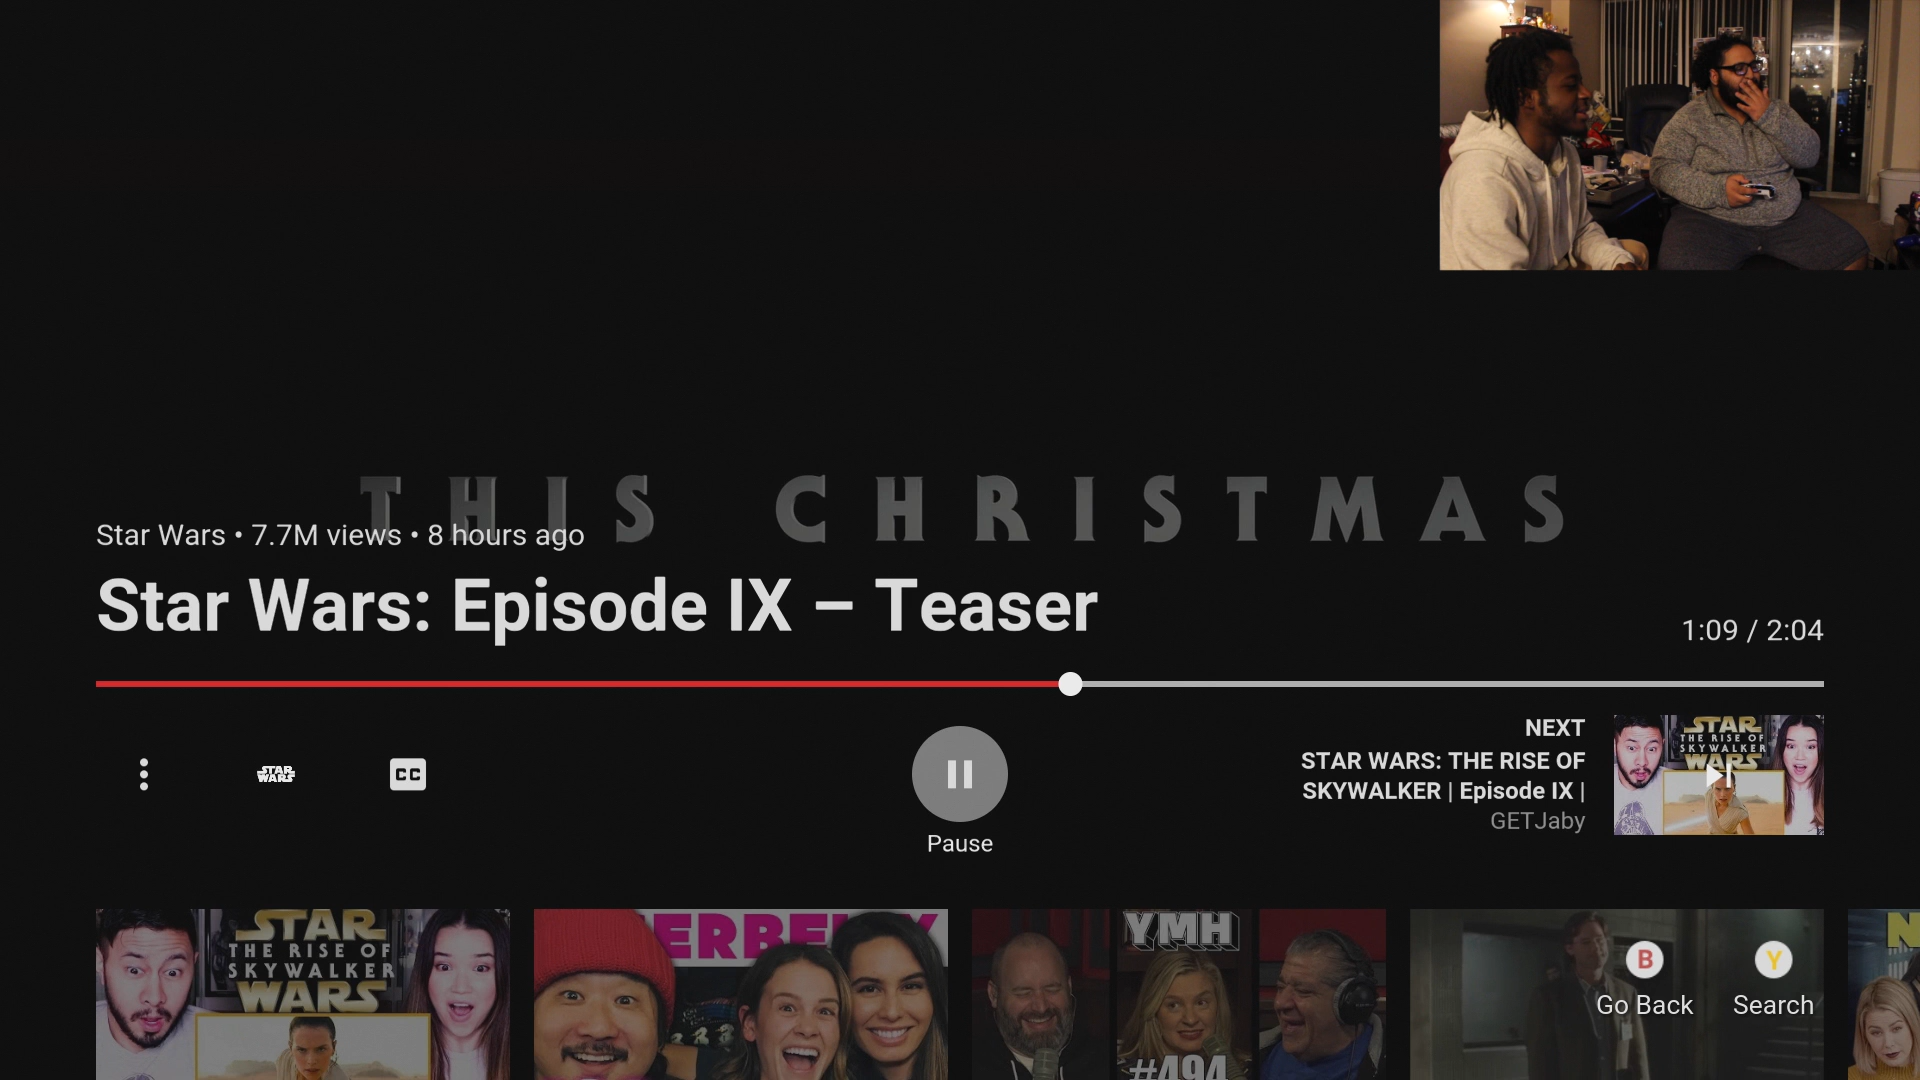 THIS CHRISTMAS
Star Wars • 7.7M views • 8 hours ago
Star Wars: Episode IX – Teaser
1:09 / 2:04
NEXT
STAR WARS: THE RISE OF
SKYWALKER | Episode IX |
GETJaby
STAR
THE RISE OF
SKYWALKER
WARS
STAR
WARS
CC
Pause
STAR
THE RISE OF
SKYWALKER
WARS
YMH
#494
B
Go Back
Y
Search